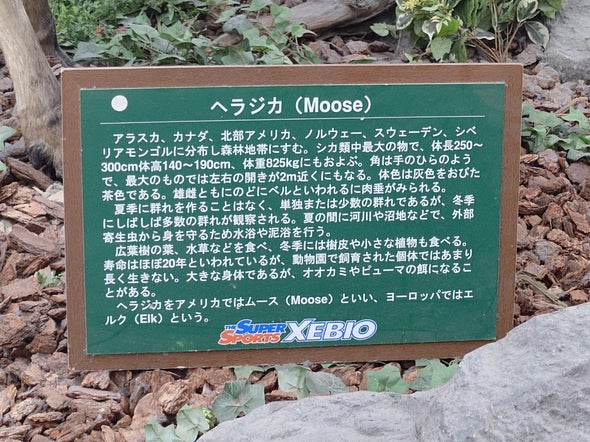 ヘラジカ（Moose）
アラスカ、カナダ、北部アメリカ、ノルウェー、スウェーデン、シベ
リアモンゴルに分布し森林地帯にすむ。シカ類中最大の物で、体長250～
300cm体高140～190cm、体重825kgにもおよぶ。角は手のひらのよう
で、最大のものでは左右の開きが2m近くにもなる。体色は灰色をおびた
茶色である。雄雌ともにのどにベルといわれるに肉垂がみられる。
夏季に群れを作ることはなく、単独または少数の群れであるが、冬季
にしばしば多数の群れが観察される。夏の間に河川や沼地などで、外部
寄生虫から身を守るため水浴や泥浴を行う。
広葉樹の葉、水草などを食べ、冬季には樹皮や小さな植物も食べる。
寿命はほぼ20年といわれているが、動物園で飼育された個体ではあまり
長く生きない。大きな身体であるが、オオカミやピューマの餌になるこ
とがある。
ヘラジカをアメリカではムース（Moose）といい、ヨーロッパではエ
ルク（Elk）という。
THE SUPER SPORTS XEBIO